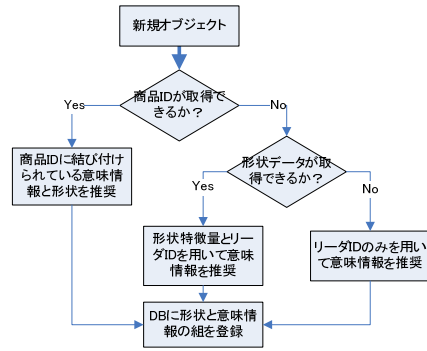 新規オブジェクト
商品IDが取得で
きるか？
Yes
No
商品IDに結び付け
られている意味情
報と形状を推奨
形状データが取
得できるか？
Yes
No
形状特徴量とリー
ダIDを用いて意味
情報を推奨
リーダIDのみを用い
て意味情報を推奨
DBに形状と意味情
報の組を登録